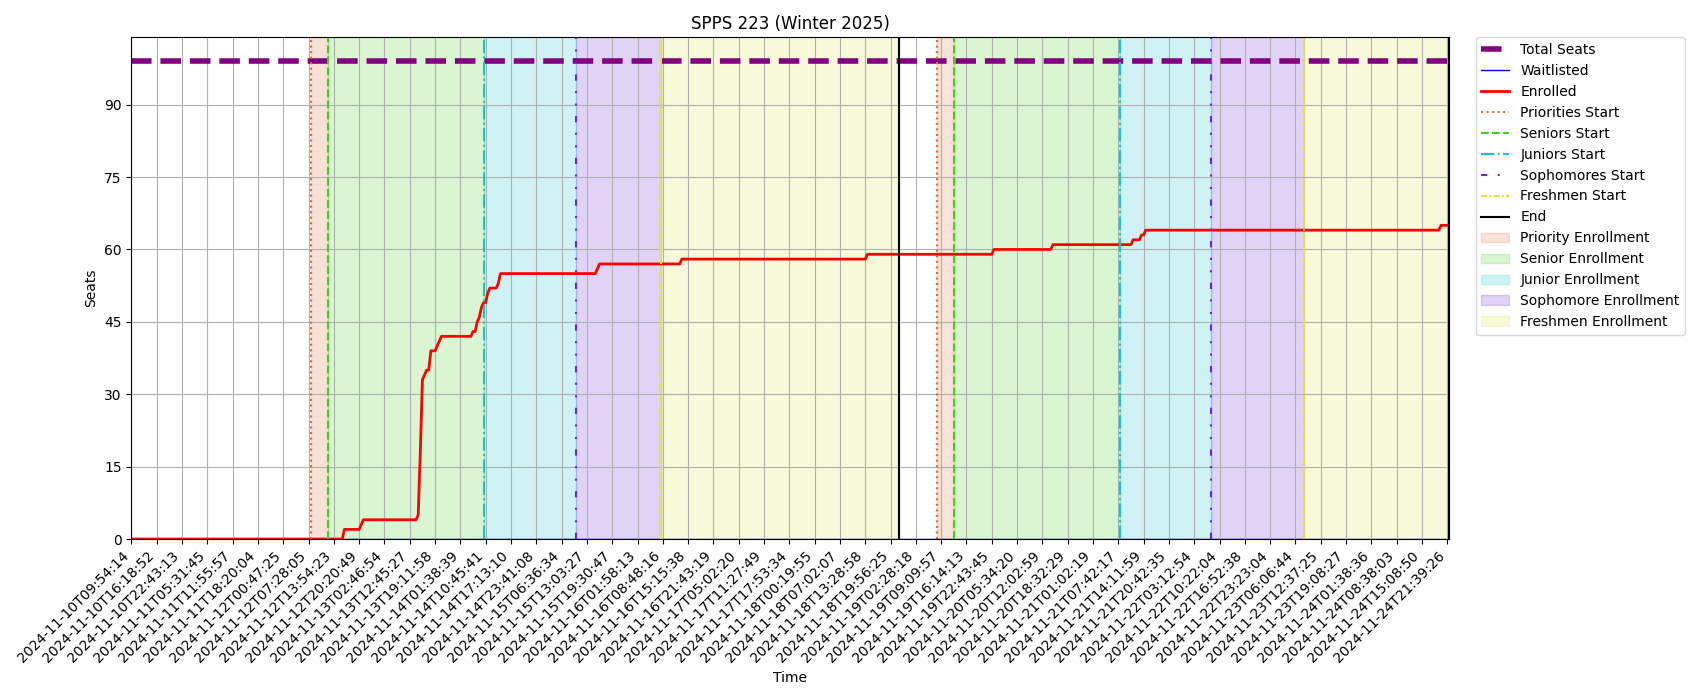 SPPS 223 (Winter 2025)
Seats
90
75
60
45
30
15
0
2024-11-10T09:54:14
2024-11-10T16:18:52
2024-11-10T22:43:13
2024-11-11T05:31:45
2024-11-11T11:55:57
2024-11-11T18:20:04
2024-11-12T00:47:25
2024-11-12T07:28:05
2024-11-12T13:54:23
2024-11-12T20:20:49
2024-11-13T02:46:54
2024-11-13T12:45:27
2024-11-13T19:11:58
2024-11-14T01:38:39
2024-11-14T10:45:41
2024-11-14T17:13:10
2024-11-14T23:41:08
2024-11-15T06:36:34
2024-11-15T13:03:27
2024-11-15T19:30:47
2024-11-16T01:58:13
2024-11-16T08:48:16
2024-11-16T15:15:38
2024-11-16T21:43:19
2024-11-17T05:02:20
2024-11-17T11:27:49
2024-11-17T17:53:34
2024-11-18T00:19:55
2024-11-18T07:02:07
2024-11-18T13:28:58
2024-11-18T19:56:25
2024-11-19T02:28:18
2024-11-19T09:09:57
2024-11-19T16:14:13
2024-11-19T22:43:45
2024-11-20T05:34:20
2024-11-20T12:02:59
2024-11-20T18:32:29
2024-11-21T01:02:19
2024-11-21T07:42:17
2024-11-21T14:11:59
2024-11-21T20:42:35
2024-11-22T03:12:54
2024-11-22T10:22:04
2024-11-22T16:52:38
2024-11-22T23:23:04
2024-11-23T06:06:44
2024-11-23T12:37:25
2024-11-23T19:08:27
2024-11-24T01:38:36
2024-11-24T08:38:03
2024-11-24T15:08:50
2024-11-24T21:39:26
Time
Total Seats
Waitlisted
Enrolled
Priorities Start
Seniors Start
Juniors Start
Sophomores Start
Freshmen Start
End
Priority Enrollment
Senior Enrollment
Junior Enrollment
Sophomore Enrollment
Freshmen Enrollment